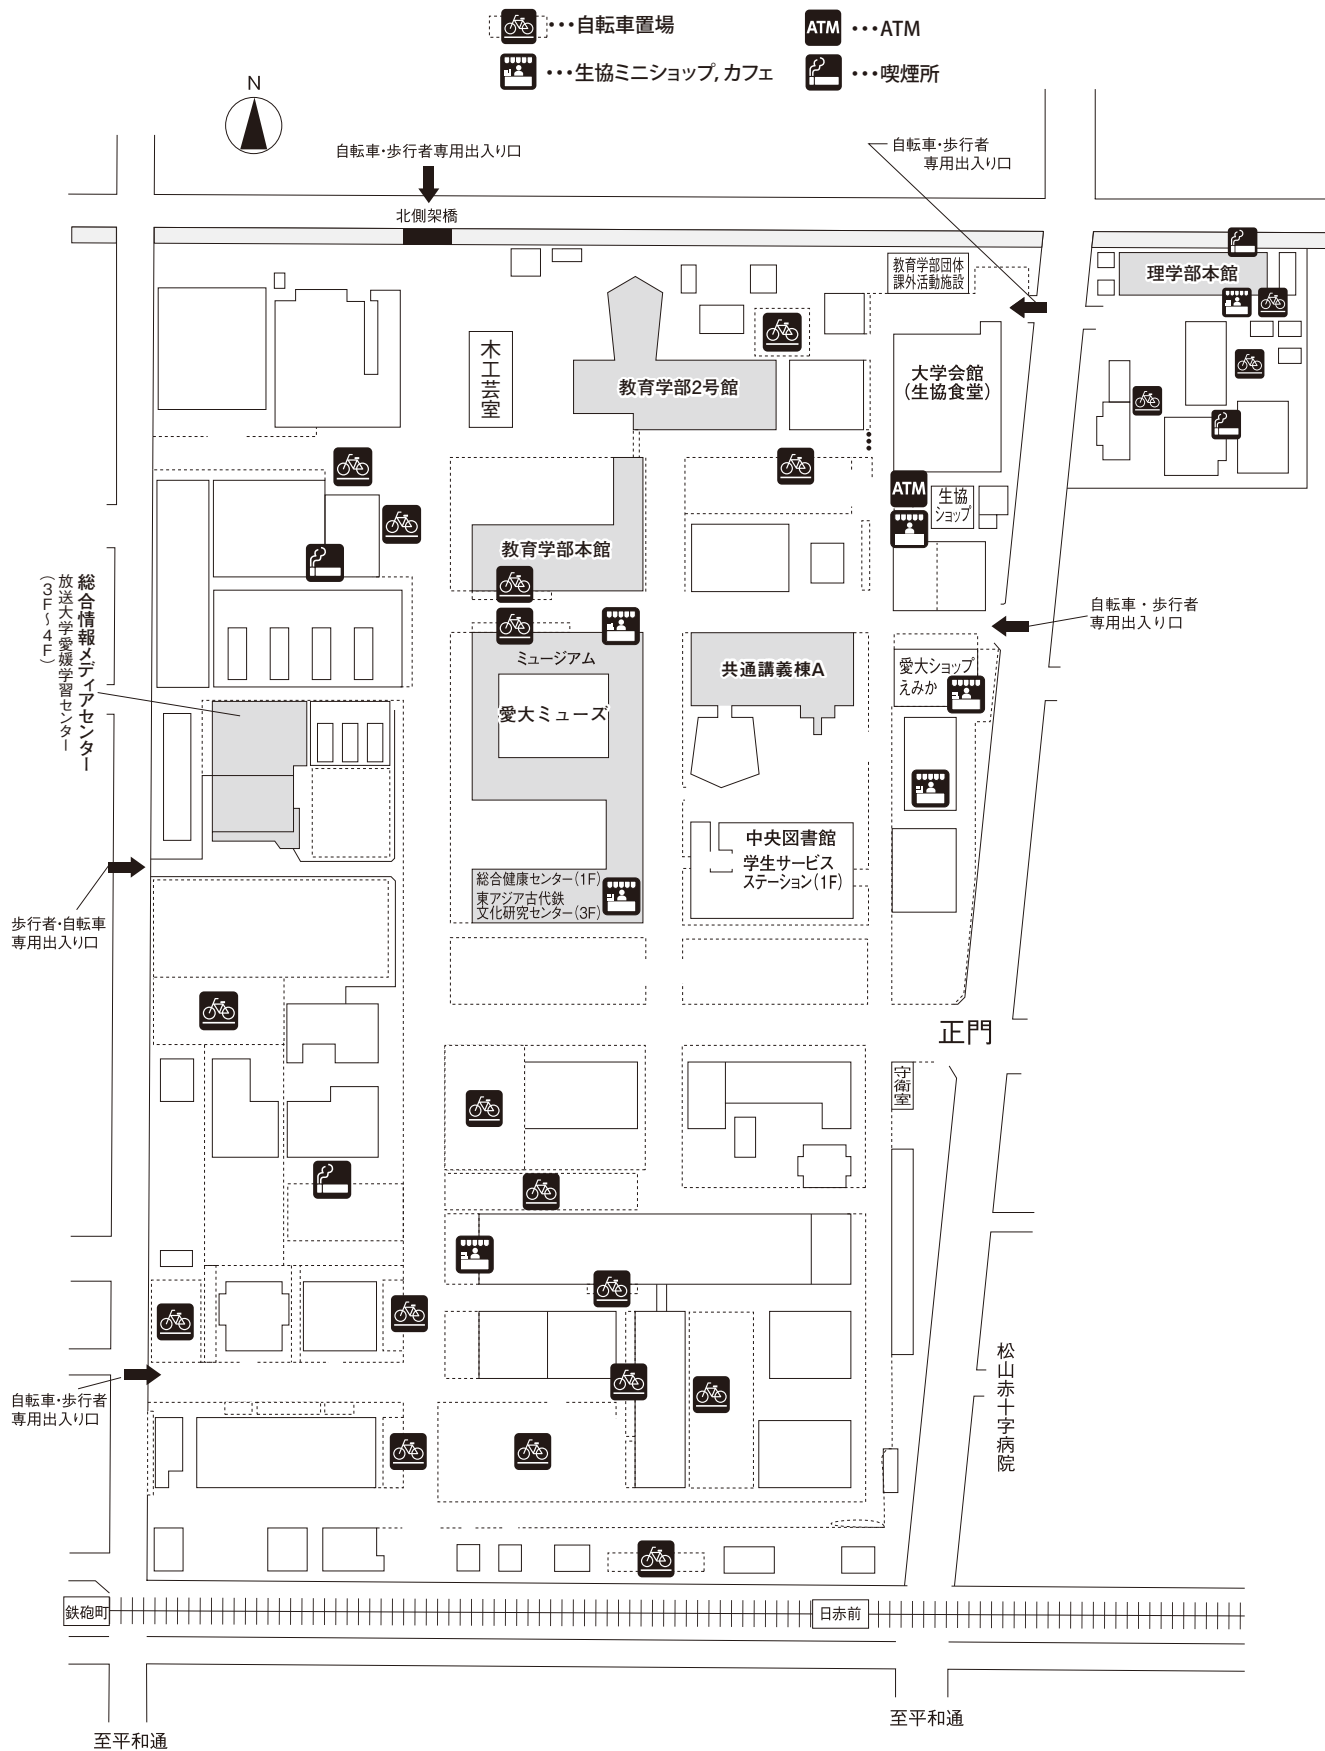 …自転車置場
ATM
…ATM
…生協ミニショップ,カフェ
…喫煙所
N
自転車・歩行者専用出入り口
自転車・歩行者
専用出入り口
北側架橋
教育学部団体
課外活動施設
理学部本館
木工芸室
教育学部2号館
大学会館
(生協食堂)
ATM
生協
ショップ
教育学部本館
総合情報メディアセンター
放送大学愛媛学習センター
(3F〜4F)
自転車・歩行者
専用出入り口
ミュージアム
愛大ミューズ
共通講義棟A
愛大ショップ
えみか
中央図書館
学生サービス
ステーション(1F)
総合健康センター(1F)
東アジア古代鉄
文化研究センター(3F)
歩行者・自転車
専用出入り口
正門
守衛室
松山赤十字病院
自転車・歩行者
専用出入り口
鉄砲町
日赤前
至平和通
至平和通